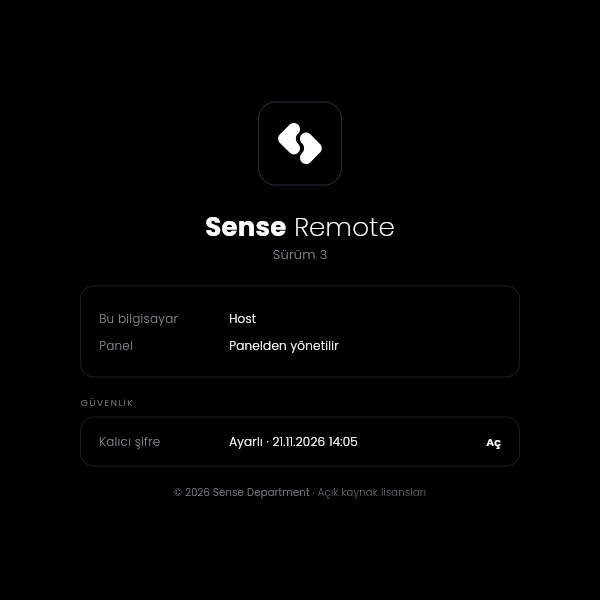 Sense Remote
Sürüm 3
Bu bilgisayar Host
Panel Panelden yönetilir
GÜVENLİK
Kalıcı şifre Ayarlı · 21.11.2026 14:05 Aç
© 2026 Sense Department · Açık kaynak lisansları